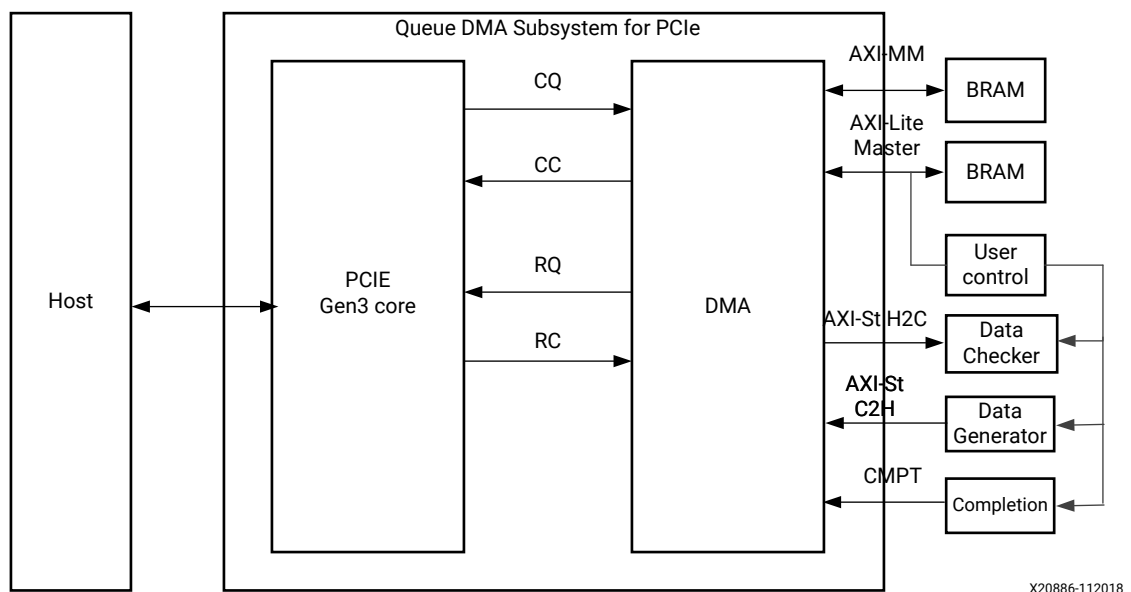 Queue DMA Subsystem for PCIe
Host
PCIE
Gen3 core
CQ
CC
RQ
RC
DMA
AXI-MM
BRAM
AXI-Lite
Master
BRAM
User
control
AXI-St H2C
Data
Checker
AXI-St
C2H
Data
Generator
CMPT
Completion
X20886-112018